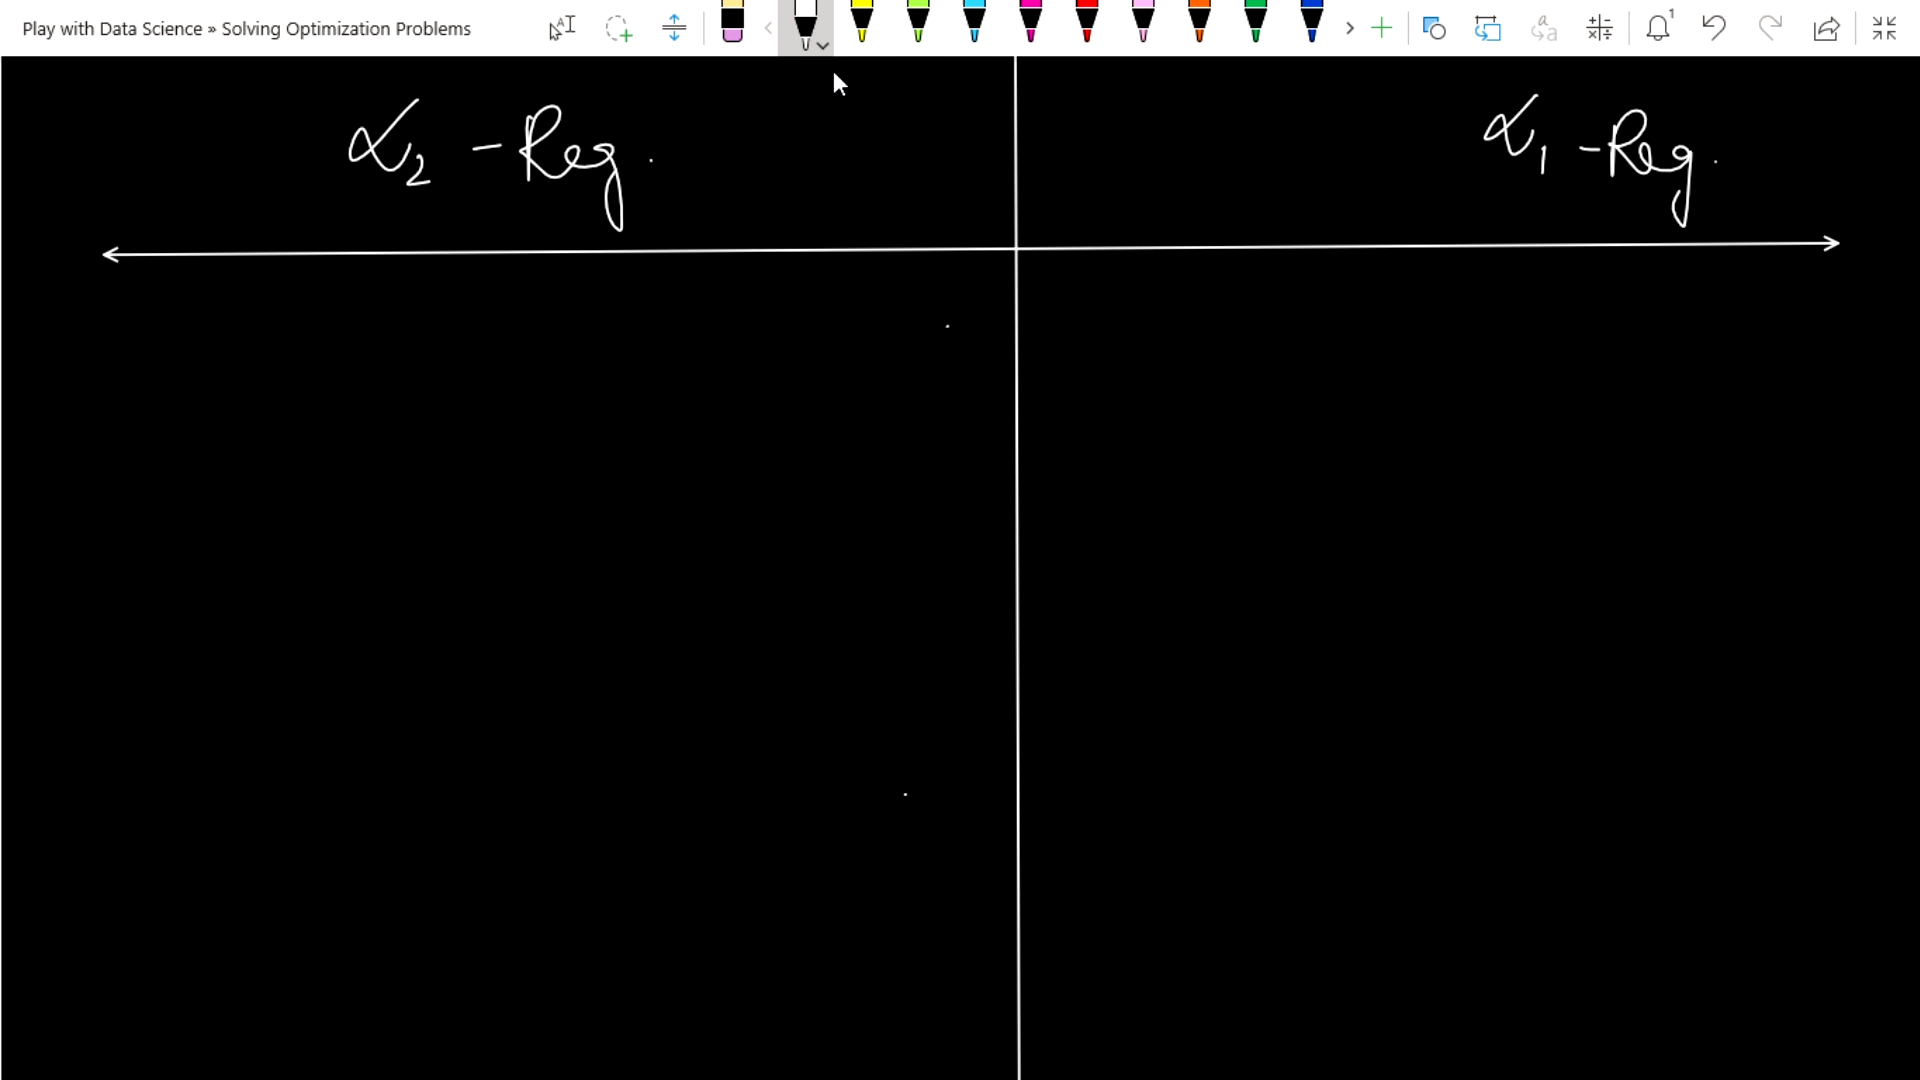 Play with Data Science » Solving Optimization Problems
L2 - Reg.
L1 - Reg.